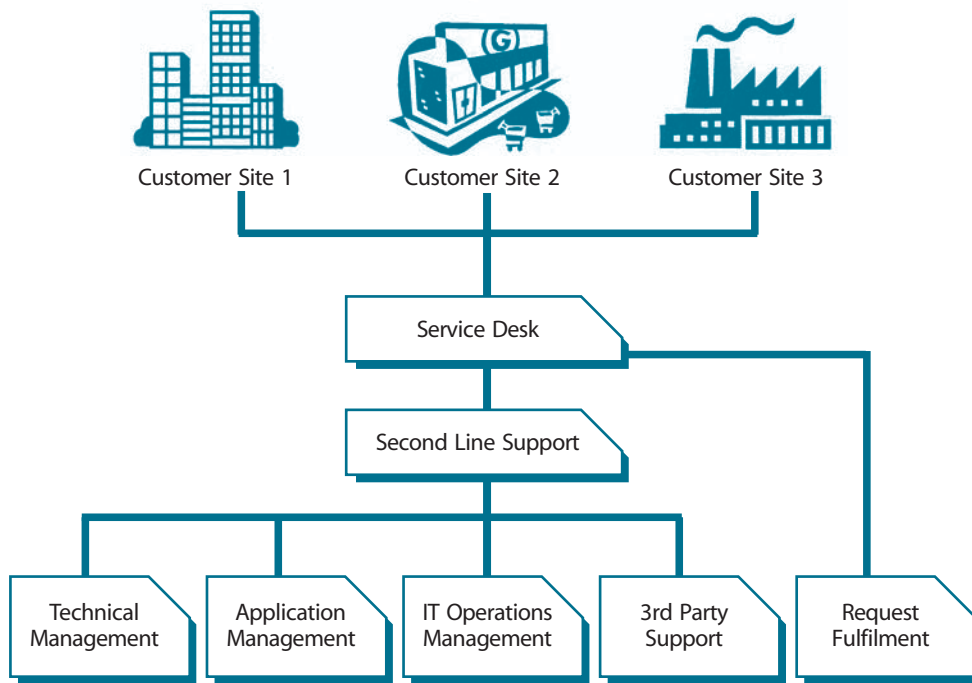 G
Customer Site 1
Customer Site 2
Customer Site 3
Service Desk
Second Line Support
Technical
Management
Application
Management
IT Operations
Management
3rd Party
Support
Request
Fulfilment